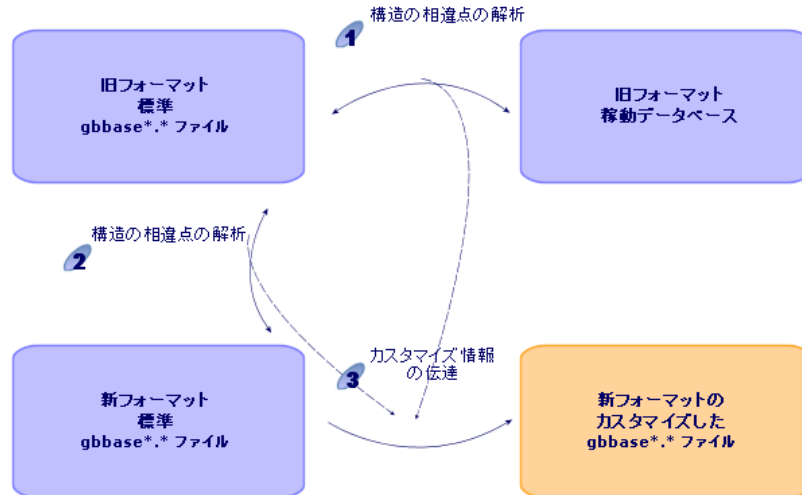 構造の相違点の解析
1
旧フォーマット
標準
gbbase*.* ファイル
旧フォーマット
稼動データベース
構造の相違点の解析
2
カスタマイズ情報
の伝達
3
新フォーマット
標準
gbbase*.* ファイル
新フォーマットの
カスタマイズした
gbbase*.* ファイル